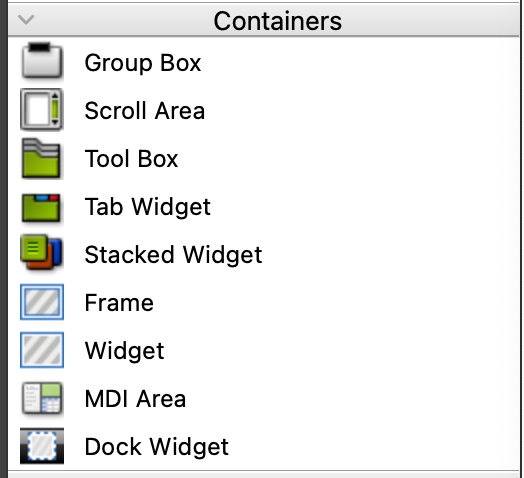 Containers
Group Box
Scroll Area
Tool Box
Tab Widget
Stacked Widget
Frame
Widget
MDI Area
Dock Widget